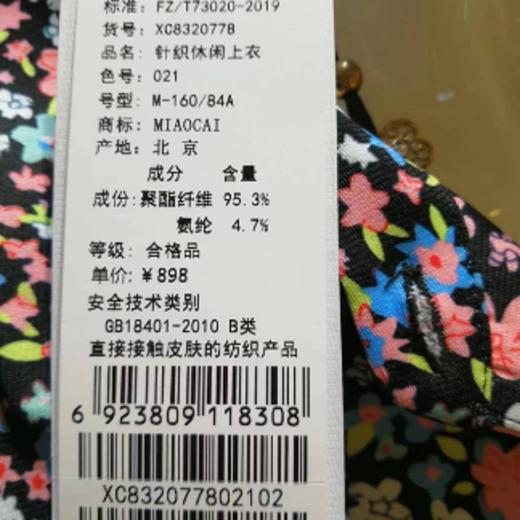 标准: FZ/T73020-2019
货号: XC8320778
品名: 针织休闲上衣
色号: 021
号型: M-160/84A
商标: MIAOCAI
产地: 北 京
成分 含量
成份: 聚酯纤维 95.3%
氨纶 4.7%
等级: 合格品
单价: ¥898
安全技术类别
GB18401-2010 B类
直接接触皮肤的纺织产品
6 923809 118308
XC832077802102